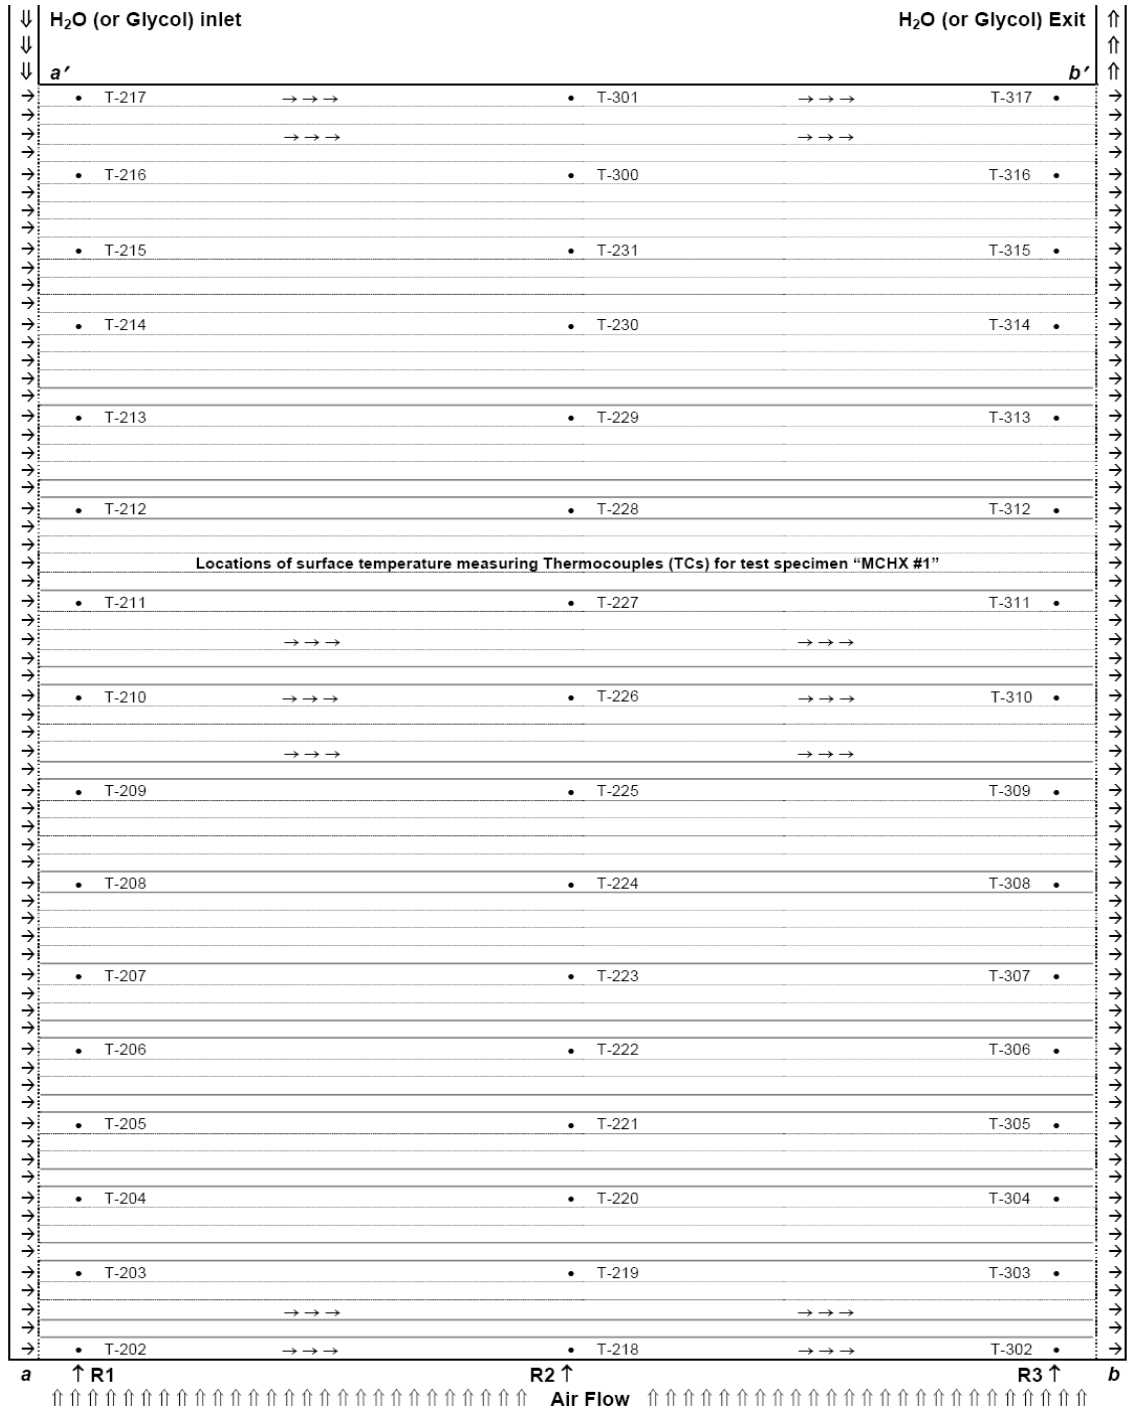 ⇓ H₂O (or Glycol) inlet H₂O (or Glycol) Exit ⇑
a′ b′
T-217 →→→ T-301 →→→ T-317
→→→ →→→
T-216 T-300 T-316
T-215 T-231 T-315
T-214 T-230 T-314
T-213 T-229 T-313
T-212 T-228 T-312
Locations of surface temperature measuring Thermocouples (TCs) for test specimen “MCHX #1”
T-211 T-227 T-311
→→→ →→→
T-210 →→→ T-226 →→→ T-310
→→→ →→→
T-209 T-225 T-309
T-208 T-224 T-308
T-207 T-223 T-307
T-206 T-222 T-306
T-205 T-221 T-305
T-204 T-220 T-304
T-203 T-219 T-303
→→→ →→→
T-202 →→→ T-218 →→→ T-302
a ↑ R1 R2 ↑ R3 ↑ b
Air Flow